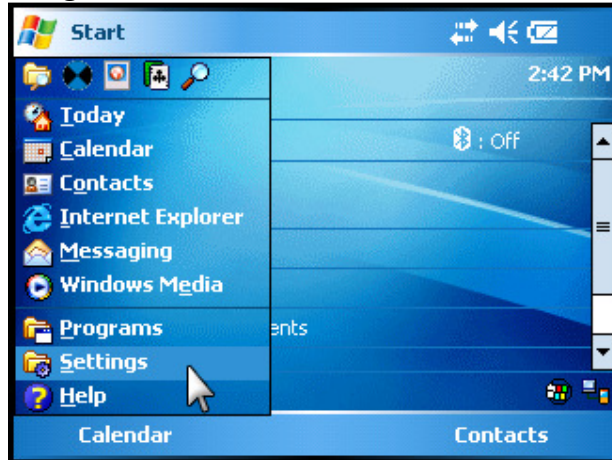 Start
2:42 PM
Today
: Off
Calendar
Contacts
Internet Explorer
Messaging
Windows Media
Programs
ents
Settings
Help
Calendar
Contacts